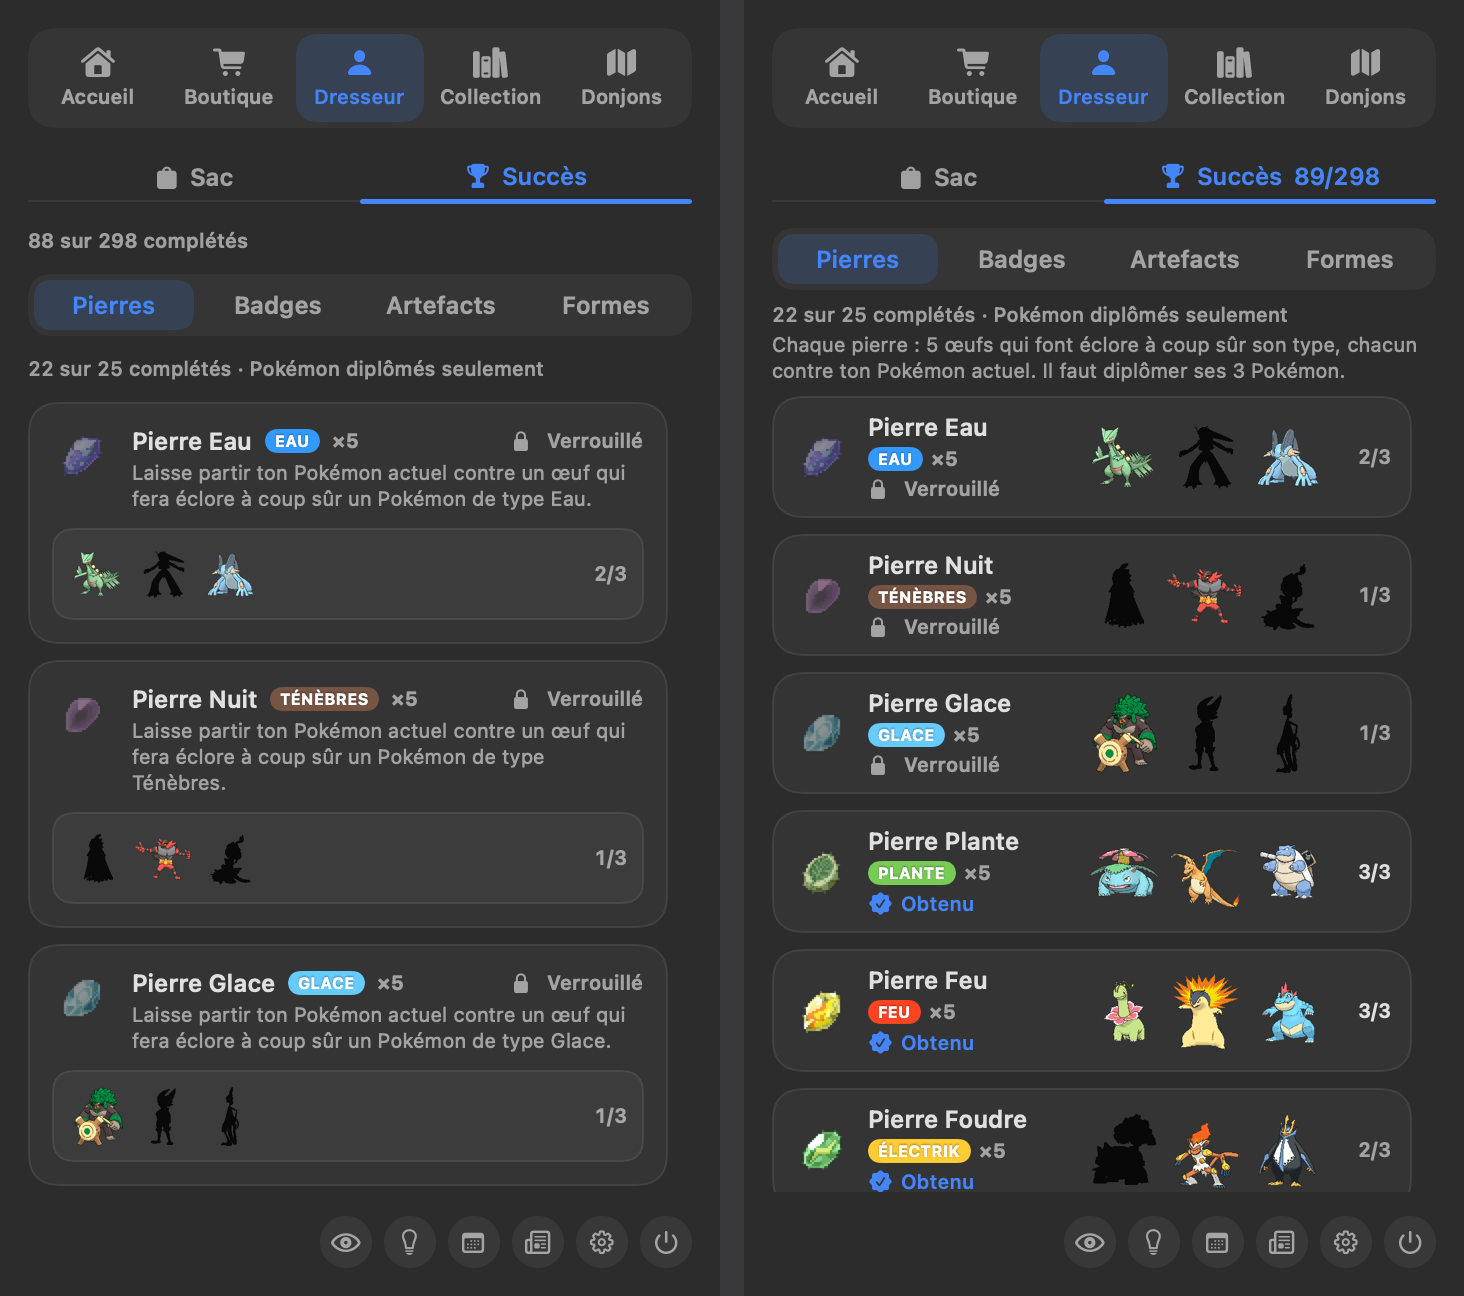 Accueil
Boutique
Dresseur
Collection
Donjons
Sac
Succès
88 sur 298 complétés
Pierres
Badges
Artefacts
Formes
22 sur 25 complétés · Pokémon diplômés seulement
Pierre Eau EAU ×5 Verrouillé
Laisse partir ton Pokémon actuel contre un œuf qui
fera éclore à coup sûr un Pokémon de type Eau.
2/3
Pierre Nuit TÉNÈBRES ×5 Verrouillé
Laisse partir ton Pokémon actuel contre un œuf qui
fera éclore à coup sûr un Pokémon de type
Ténèbres.
1/3
Pierre Glace GLACE ×5 Verrouillé
Laisse partir ton Pokémon actuel contre un œuf qui
fera éclore à coup sûr un Pokémon de type Glace.
1/3
Accueil
Boutique
Dresseur
Collection
Donjons
Sac
Succès 89/298
Pierres
Badges
Artefacts
Formes
22 sur 25 complétés · Pokémon diplômés seulement
Chaque pierre : 5 œufs qui font éclore à coup sûr son type, chacun
contre ton Pokémon actuel. Il faut diplômer ses 3 Pokémon.
Pierre Eau
EAU ×5
Verrouillé
2/3
Pierre Nuit
TÉNÈBRES ×5
Verrouillé
1/3
Pierre Glace
GLACE ×5
Verrouillé
1/3
Pierre Plante
PLANTE ×5
Obtenu
3/3
Pierre Feu
FEU ×5
Obtenu
3/3
Pierre Foudre
ÉLECTRIK ×5
Obtenu
2/3